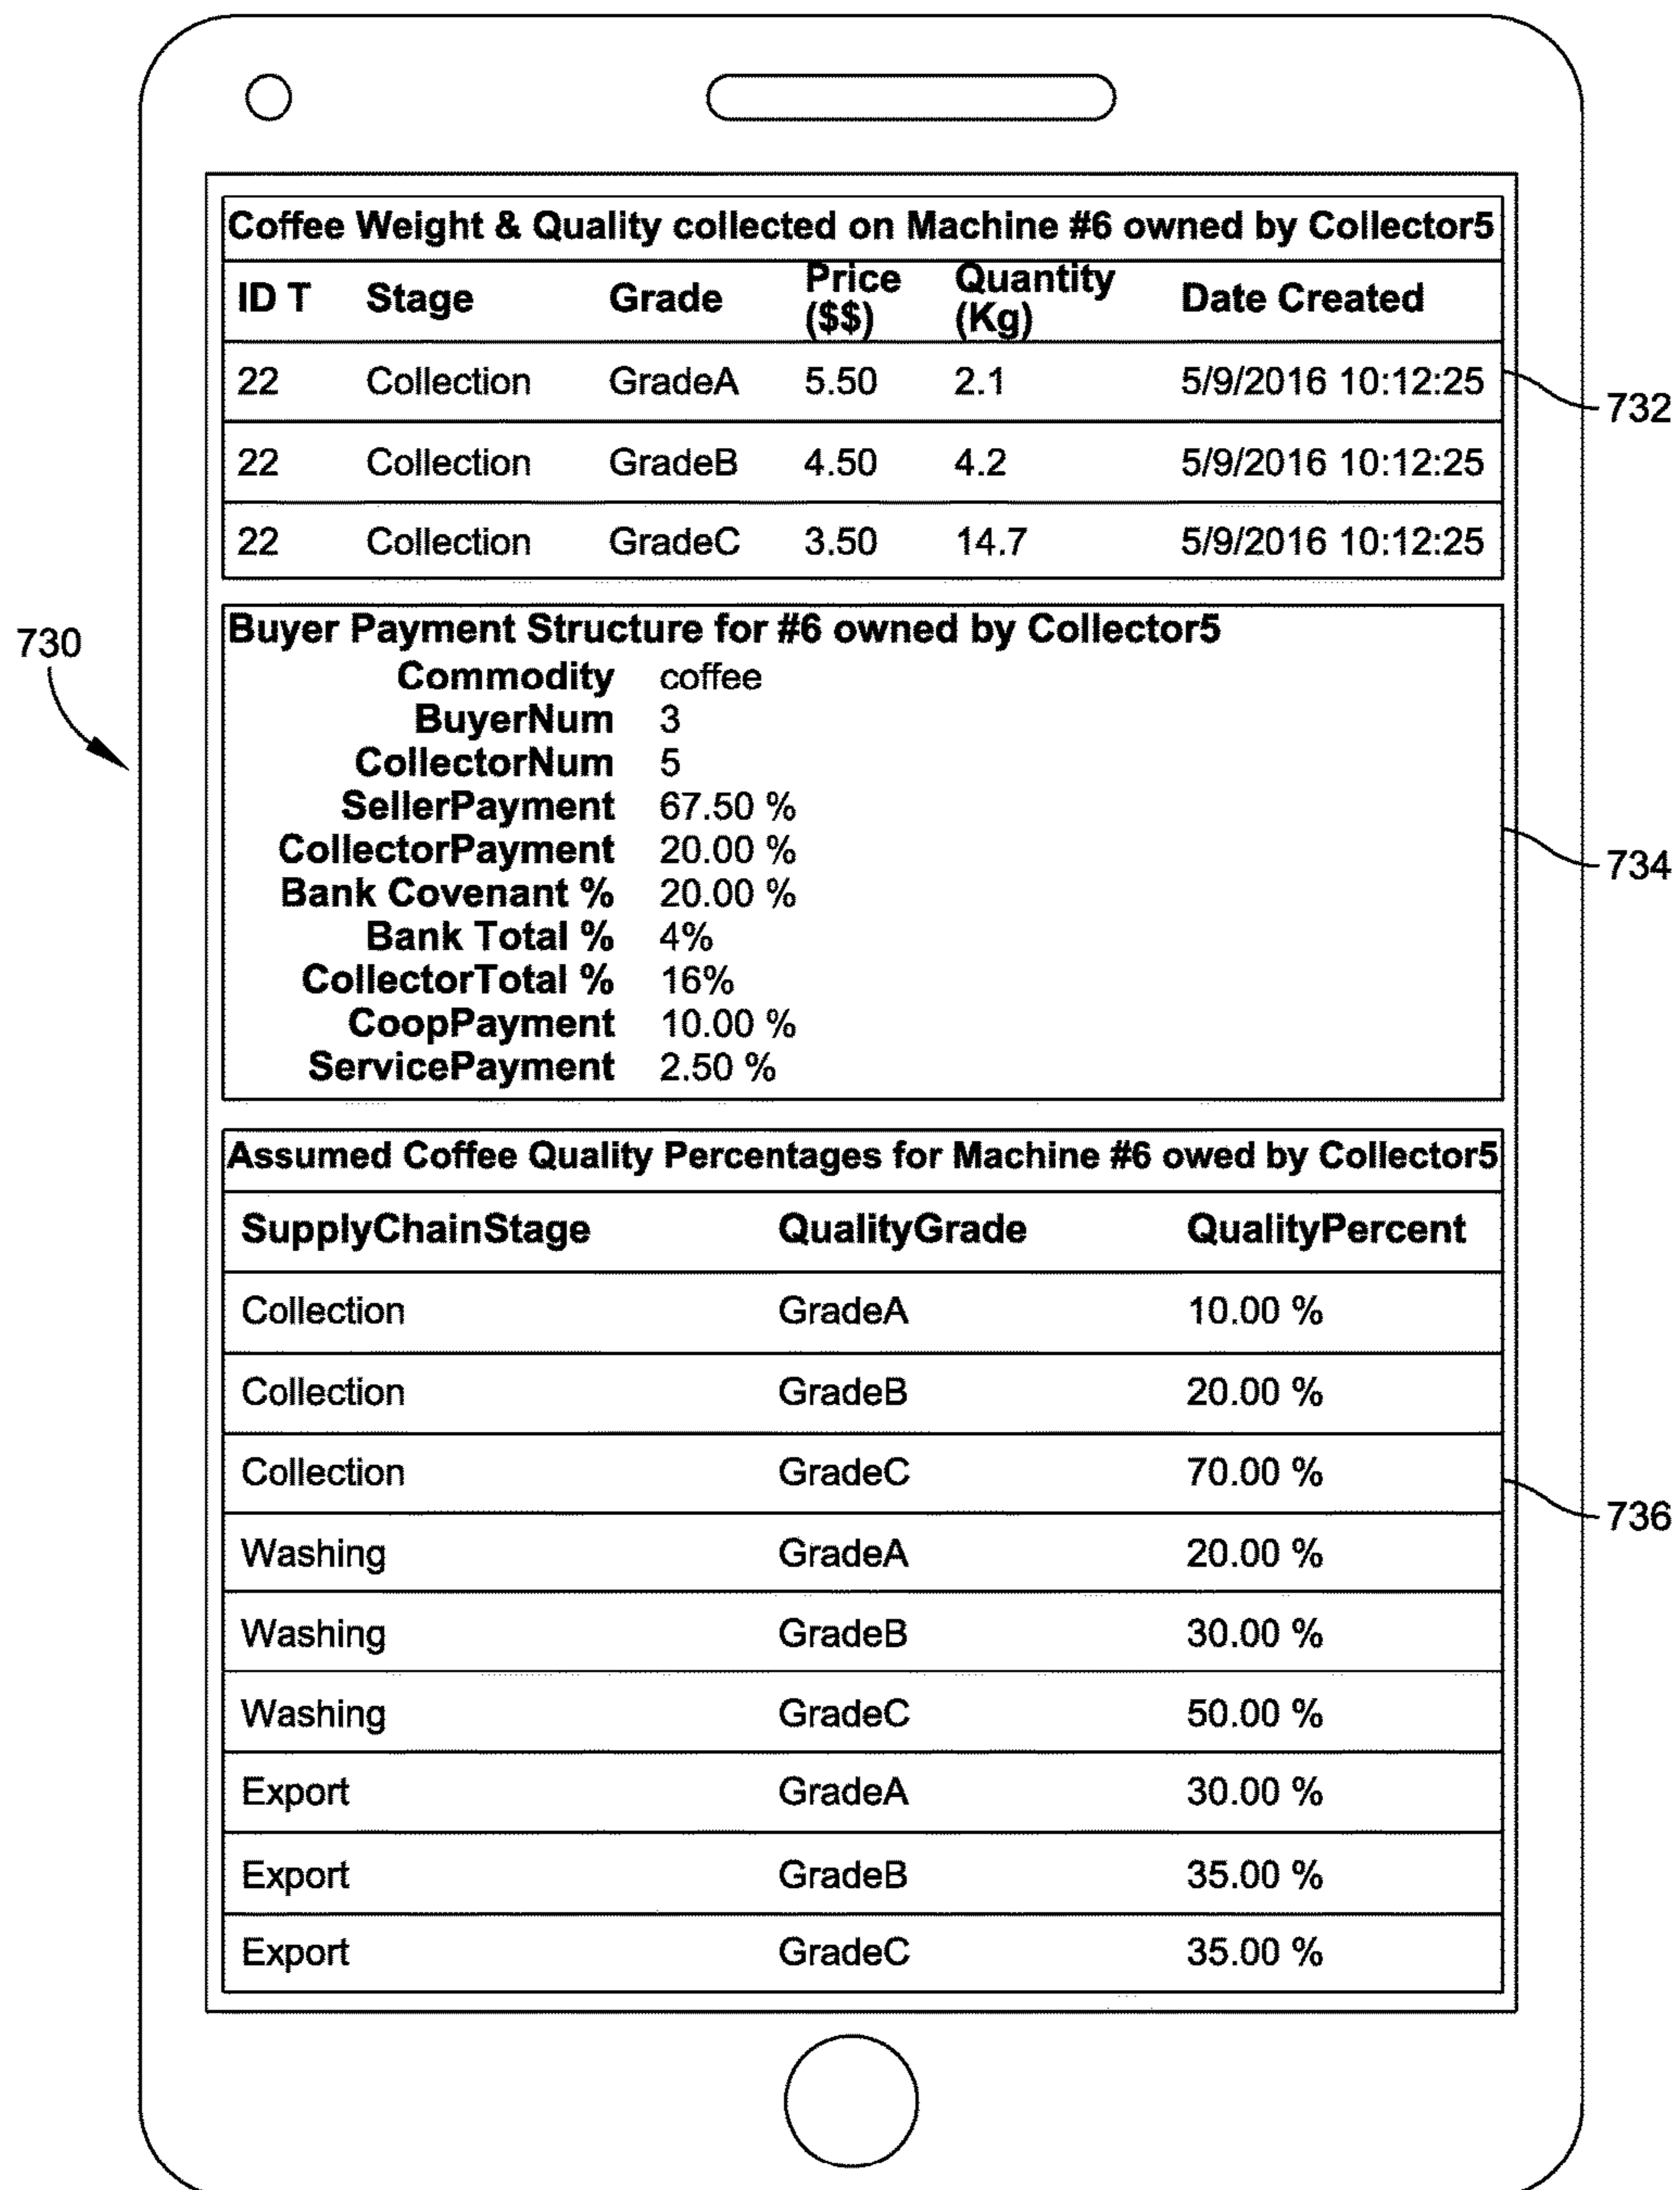 Coffee Weight & Quality collected on Machine #6 owned by Collector5
ID T Stage Grade Price ($$) Quantity (Kg) Date Created
22 Collection GradeA 5.50 2.1 5/9/2016 10:12:25
732
22 Collection GradeB 4.50 4.2 5/9/2016 10:12:25
22 Collection GradeC 3.50 14.7 5/9/2016 10:12:25
730
Buyer Payment Structure for #6 owned by Collector5
Commodity coffee
BuyerNum 3
CollectorNum 5
SellerPayment 67.50 %
CollectorPayment 20.00 %
734
Bank Covenant % 20.00 %
Bank Total % 4%
CollectorTotal % 16%
CoopPayment 10.00 %
ServicePayment 2.50 %
Assumed Coffee Quality Percentages for Machine #6 owed by Collector5
SupplyChainStage QualityGrade QualityPercent
Collection GradeA 10.00 %
Collection GradeB 20.00 %
Collection GradeC 70.00 %
736
Washing GradeA 20.00 %
Washing GradeB 30.00 %
Washing GradeC 50.00 %
Export GradeA 30.00 %
Export GradeB 35.00 %
Export GradeC 35.00 %